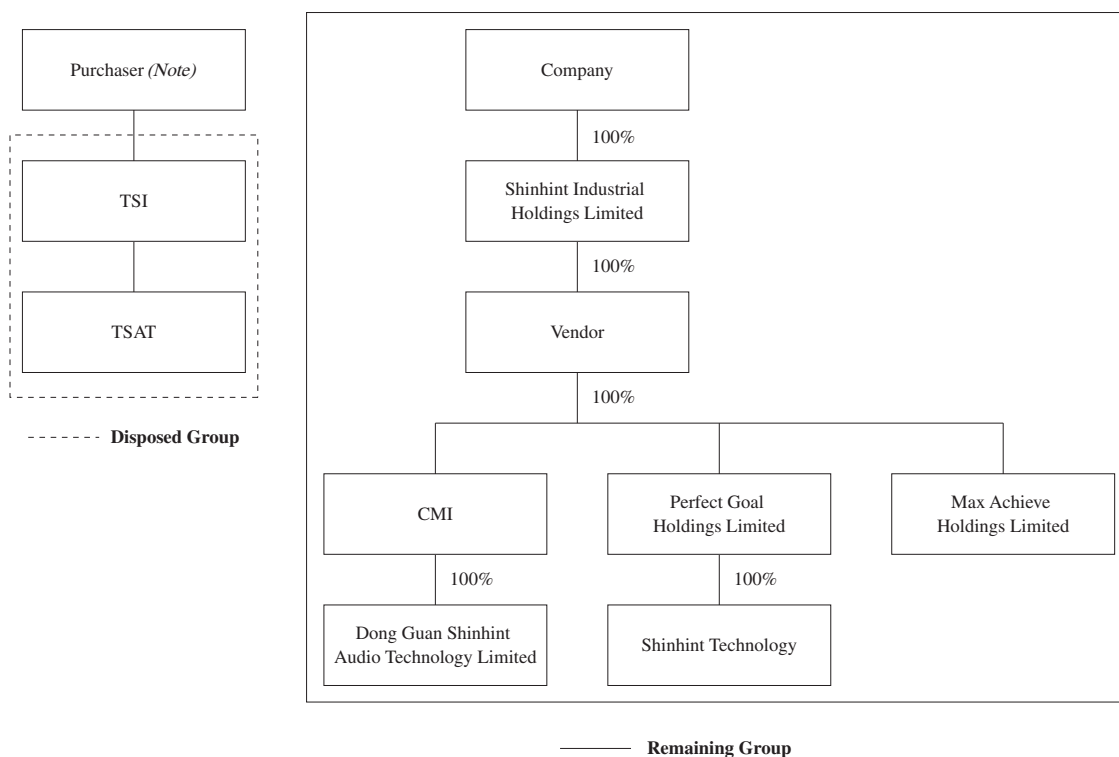 Purchaser (Note)
TSI
TSAT
Disposed Group
Company
100%
Shinhint Industrial
Holdings Limited
100%
Vendor
100%
CMI
Perfect Goal
Holdings Limited
Max Achieve
Holdings Limited
100%
100%
Dong Guan Shinhint
Audio Technology Limited
Shinhint Technology
Remaining Group